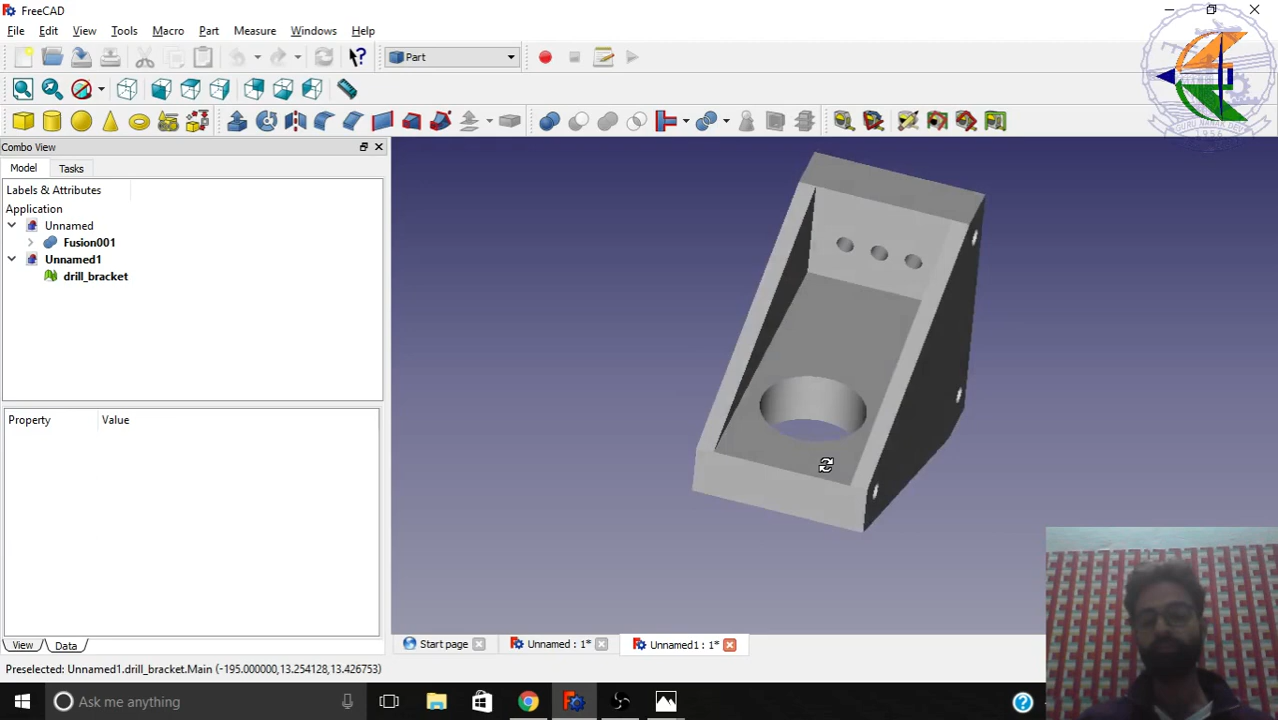 FreeCAD
File Edit View Tools Macro Part Measure Windows Help
Part
Combo View
Model Tasks
Labels & Attributes
Application
Unnamed
Fusion001
Unnamed1
drill_bracket
Property Value
View Data
Start page Unnamed : 1* Unnamed1 : 1*
Preselected: Unnamed1.drill_bracket.Main (-195.000000,13.254128,13.426753)
Ask me anything